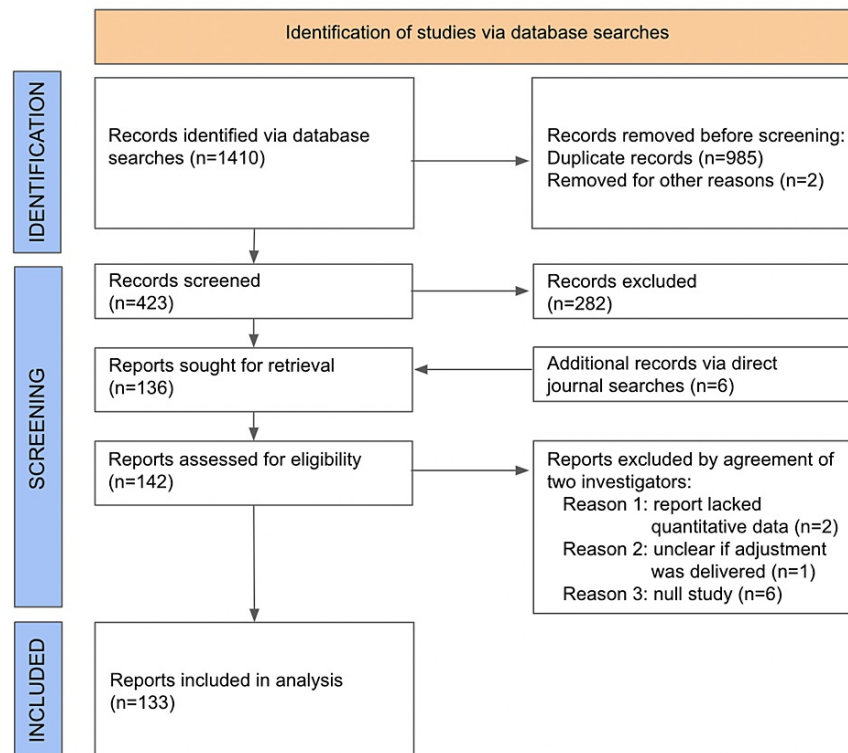 Identification of studies via database searches
IDENTIFICATION
Records identified via database
searches (n=1410)
Records removed before screening:
Duplicate records (n=985)
Removed for other reasons (n=2)
SCREENING
Records screened
(n=423)
Records excluded
(n=282)
Reports sought for retrieval
(n=136)
Additional records via direct
journal searches (n=6)
Reports assessed for eligibility
(n=142)
Reports excluded by agreement of
two investigators:
Reason 1: report lacked
quantitative data (n=2)
Reason 2: unclear if adjustment
was delivered (n=1)
Reason 3: null study (n=6)
INCLUDED
Reports included in analysis
(n=133)